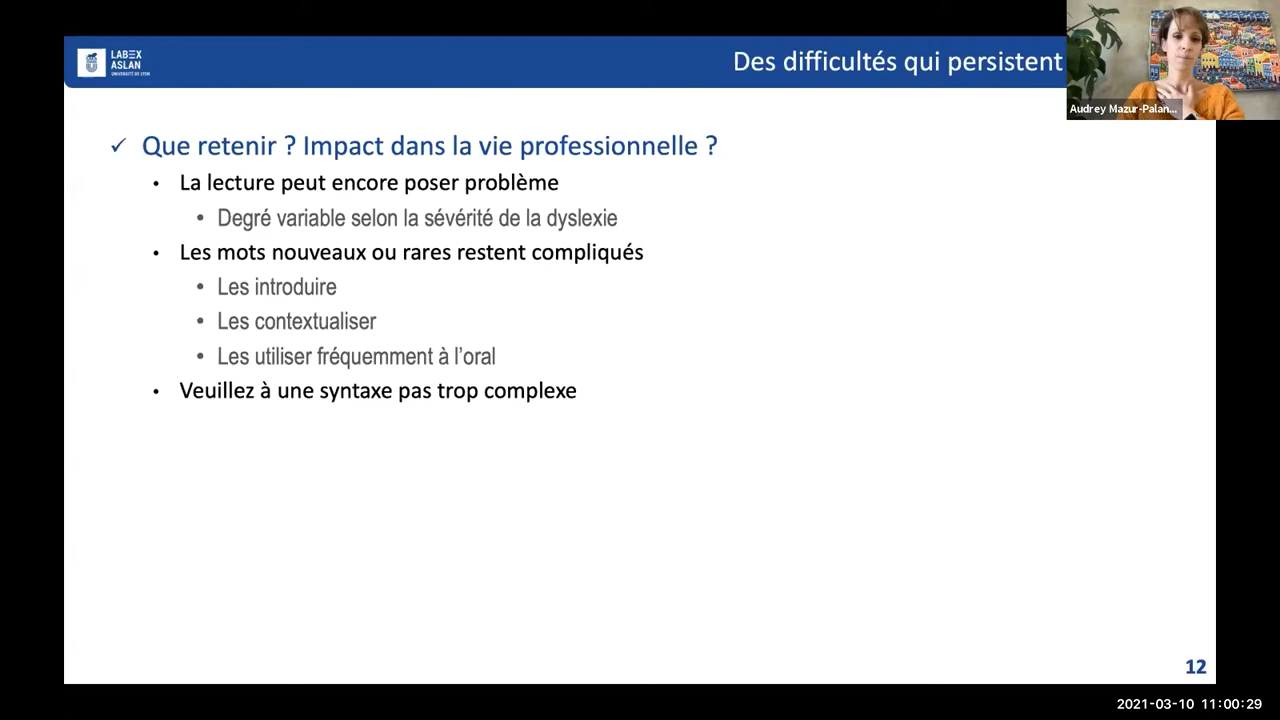 LABEX
ASLAN
UNIVERSITÉ DE LYON
Des difficultés qui persistent
Audrey Mazur-Palan...
✓ Que retenir ? Impact dans la vie professionnelle ?
• La lecture peut encore poser problème
• Degré variable selon la sévérité de la dyslexie
• Les mots nouveaux ou rares restent compliqués
• Les introduire
• Les contextualiser
• Les utiliser fréquemment à l’oral
• Veuillez à une syntaxe pas trop complexe
12
2021-03-10 11:00:29